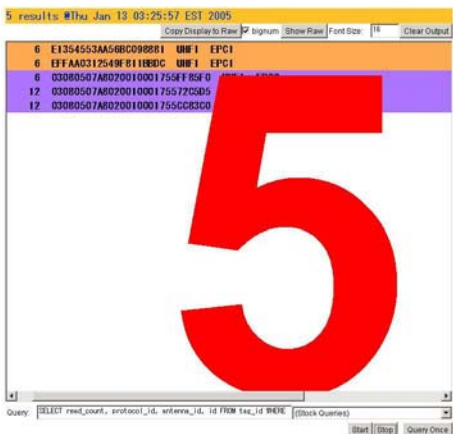 5 results @Thu Jan 13 03:25:57 EST 2005
Copy Display to Raw bignum Show Raw Font Size: 16 Clear Output
6 E1354553AA56BC098881 UHF1 EPC1
6 EFFAA0312549F811BBDC UHF1 EPC1
6 03080507A8020010001755FF85F0
12 03080507A80200100017572C5D5
12 03080507A8020010001755CC83C0
5
Query: SELECT read_count, protocol_id, antenna_id, id FROM tag_id WHERE (Stock Queries)
Start Stop Query Once